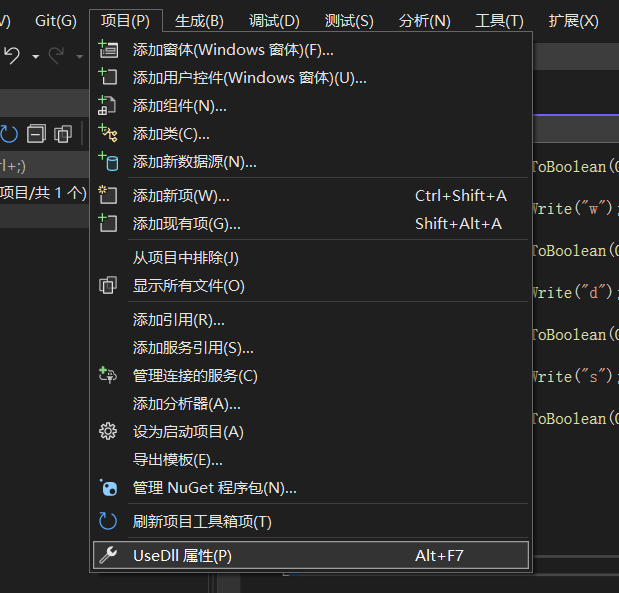 V) Git(G) 项目(P) 生成(B) 调试(D) 测试(S) 分析(N) 工具(T) 扩展(X)
添加窗体(Windows 窗体)(F)...
添加用户控件(Windows 窗体)(U)...
添加组件(N)...
添加类(C)...
添加新数据源(N)...
添加新项(W)... Ctrl+Shift+A
添加现有项(G)... Shift+Alt+A
从项目中排除(J)
显示所有文件(O)
添加引用(R)...
添加服务引用(S)...
管理连接的服务(C)
添加分析器(A)...
设为启动项目(A)
导出模板(E)...
管理 NuGet 程序包(N)...
刷新项目工具箱项(T)
UseDll 属性(P) Alt+F7
rl+;)
项目/共 1 个)
ToBoolean(
Write("w");
ToBoolean(
Write("d");
ToBoolean(
Write("s");
ToBoolean(